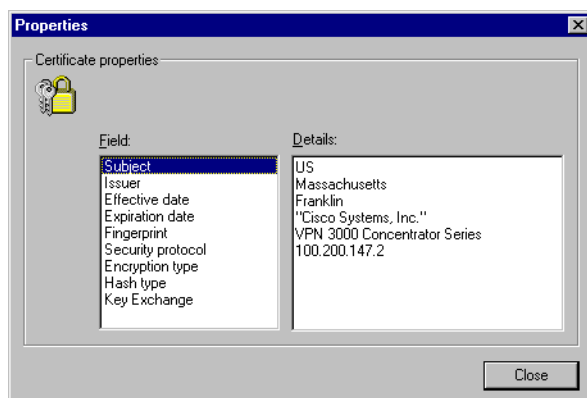 Properties
Certificate properties
Field:
Details:
Subject
Issuer
Effective date
Expiration date
Fingerprint
Security protocol
Encryption type
Hash type
Key Exchange
US
Massachusetts
Franklin
"Cisco Systems, Inc."
VPN 3000 Concentrator Series
100.200.147.2
Close